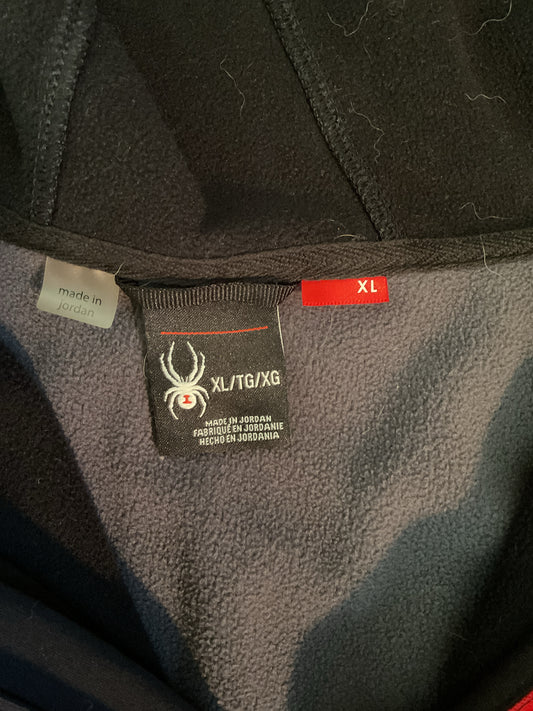 made in
jordan
XL
XL/TG/XG
MADE IN JORDAN
FABRIQUÉ EN JORDANIE
HECHO EN JORDANIA